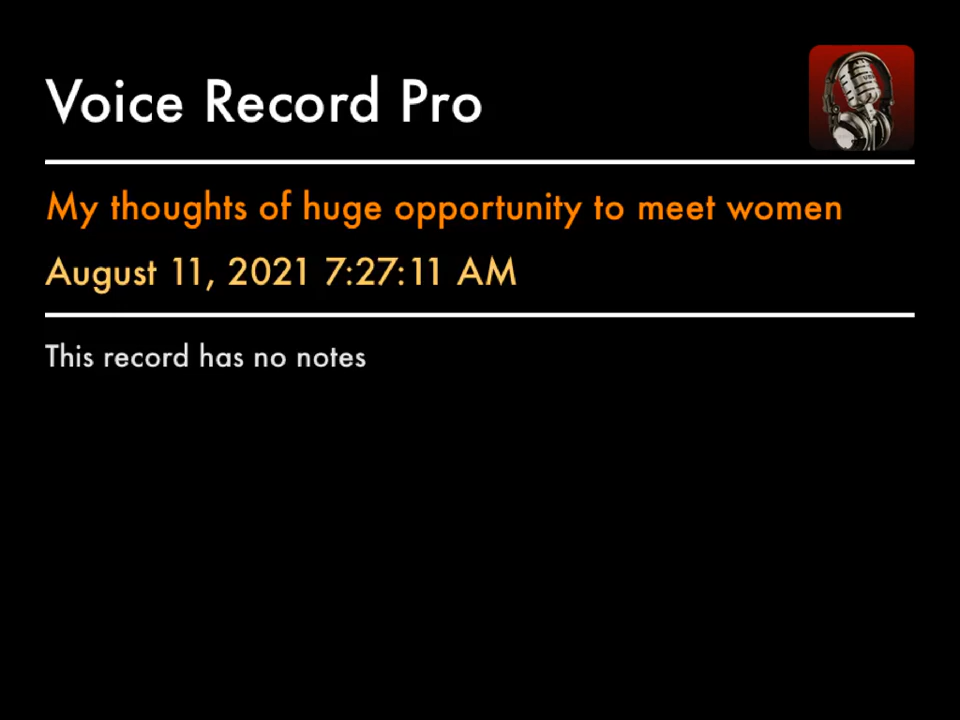 Voice Record Pro
My thoughts of huge opportunity to meet women
August 11, 2021 7:27:11 AM
This record has no notes